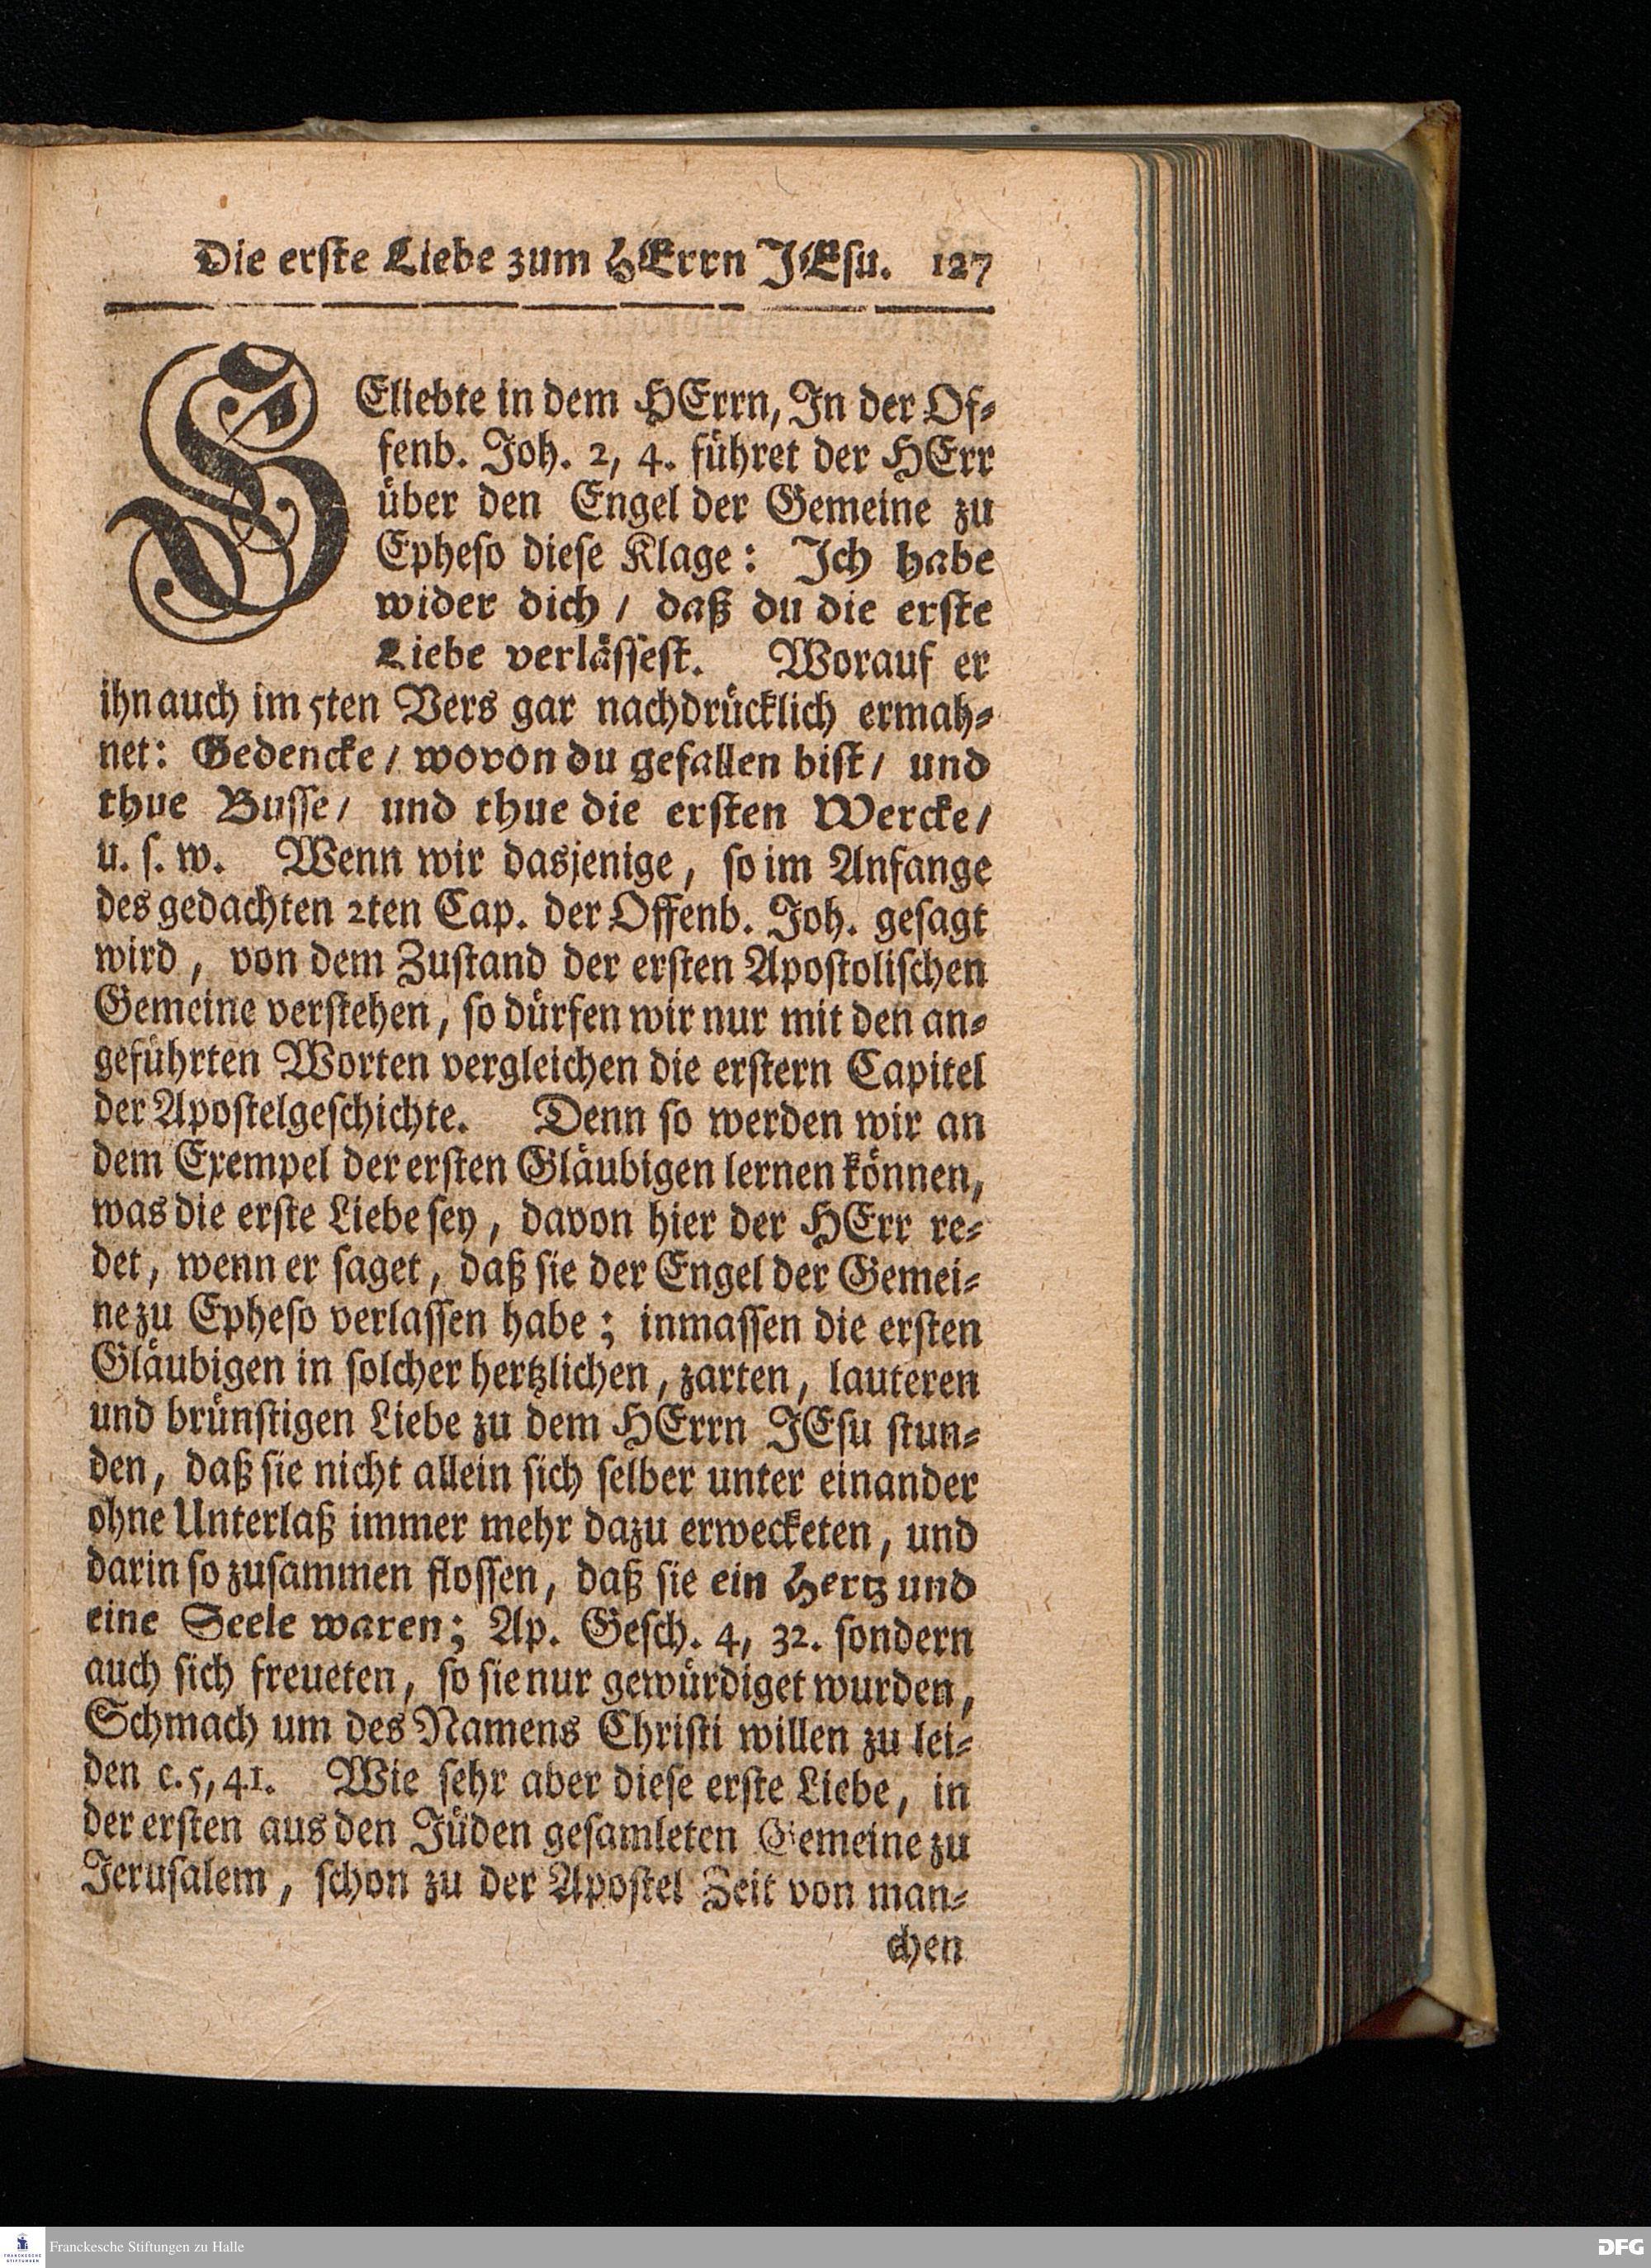 Die erste Liebe zum HErrn JEsu. 127
GEliebte in dem HErrn, In der Of-
fenb. Joh. 2, 4. führet der HErr
über den Engel der Gemeine zu
Epheso diese Klage: Ich habe
wider dich / daß du die erste
Liebe verlässest. Worauf er
ihn auch im 5ten Vers gar nachdrücklich ermah-
net: Gedencke / wovon du gefallen bist / und
thue Busse / und thue die ersten Wercke /
u. s. w. Wenn wir dasjenige, so im Anfange
des gedachten 2ten Cap. der Offenb. Joh. gesagt
wird, von dem Zustand der ersten Apostolischen
Gemeine verstehen, so dürfen wir nur mit den an-
geführten Worten vergleichen die erstern Capitel
der Apostelgeschichte. Denn so werden wir an
dem Exempel der ersten Gläubigen lernen können,
was die erste Liebe sey, davon hier der HErr re-
det, wenn er saget, daß sie der Engel der Gemei-
ne zu Epheso verlassen habe; inmassen die ersten
Gläubigen in solcher hertzlichen, zarten, lauteren
und brünstigen Liebe zu dem HErrn JEsu stun-
den, daß sie nicht allein sich selber unter einander
ohne Unterlaß immer mehr dazu erwecketen, und
darin so zusammen flossen, daß sie ein Hertz und
eine Seele waren; Ap. Gesch. 4, 32. sondern
auch sich freueten, so sie nur gewürdiget wurden,
Schmach um des Namens Christi willen zu lei-
den c. 5, 41. Wie sehr aber diese erste Liebe, in
der ersten aus den Jüden gesamleten Gemeine zu
Jerusalem, schon zu der Apostel Zeit von man-
chen
FRANCKESCHE STIFTUNGEN
Franckesche Stiftungen zu Halle
DFG